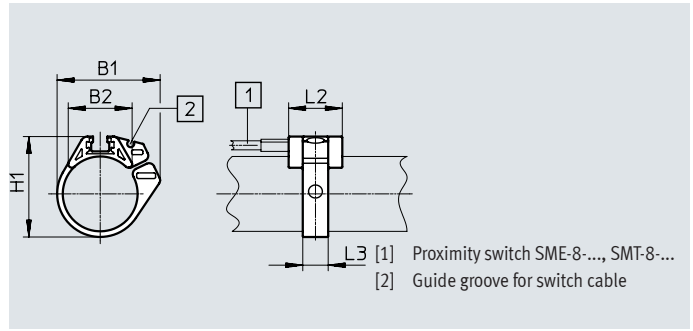 B1
B2
2
H1
1
L2
L3
[1] Proximity switch SME-8-..., SMT-8-...
[2] Guide groove for switch cable